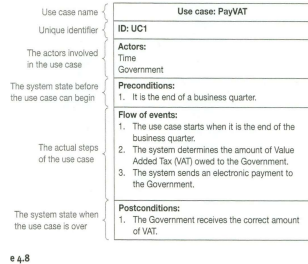 Use case name
Use case: PayVAT
Unique identifier
ID: UC1
The actors involved
in the use case
Actors:
Time
Government
The system state before
the use case can begin
Preconditions:
1. It is the end of a business quarter.
The actual steps
of the use case
Flow of events:
1. The use case starts when it is the end of the
business quarter.
2. The system determines the amount of Value
Added Tax (VAT) owed to the Government.
3. The system sends an electronic payment to
the Government.
The system state when
the use case is over
Postconditions:
1. The Government receives the correct amount
of VAT.
e 4.8